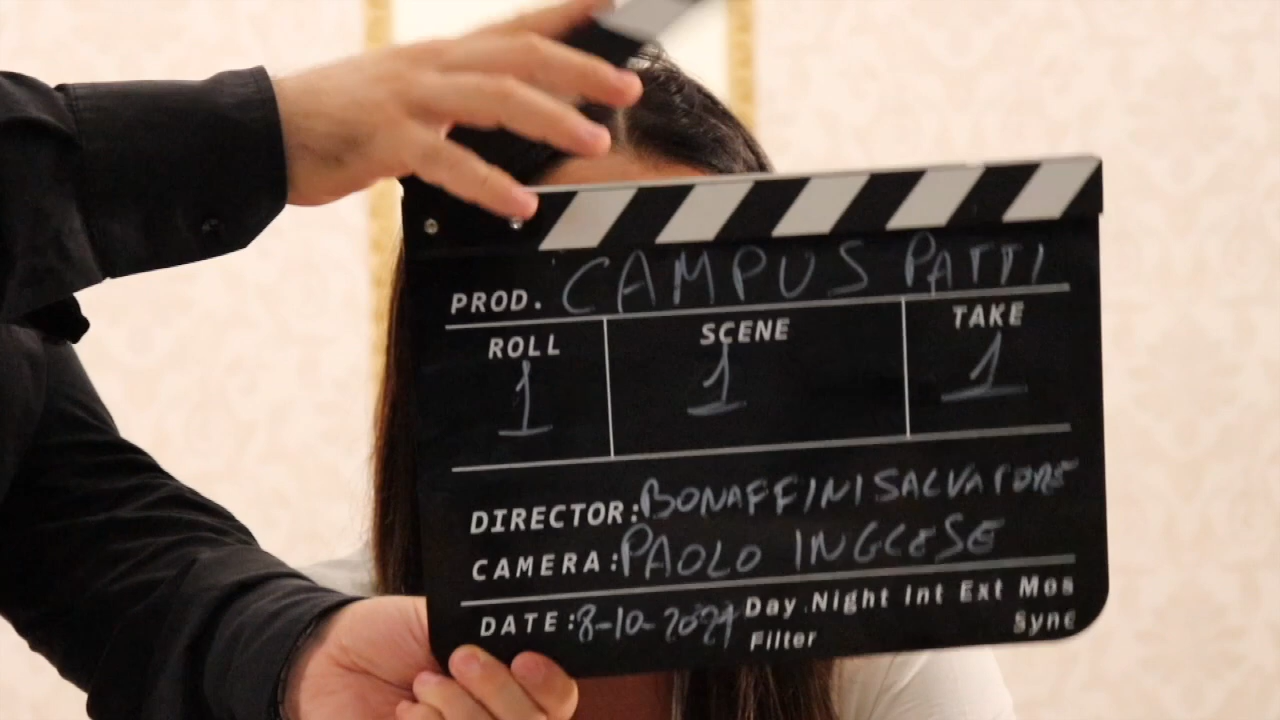 PROD. CAMPUS PATTI
ROLL SCENE TAKE
1 1 1
DIRECTOR: BONAFFINI SALVATORE
CAMERA: PAOLO INGLESE
DATE: 8-10-2021 Day Night Int Ext Mos
Filter Sync